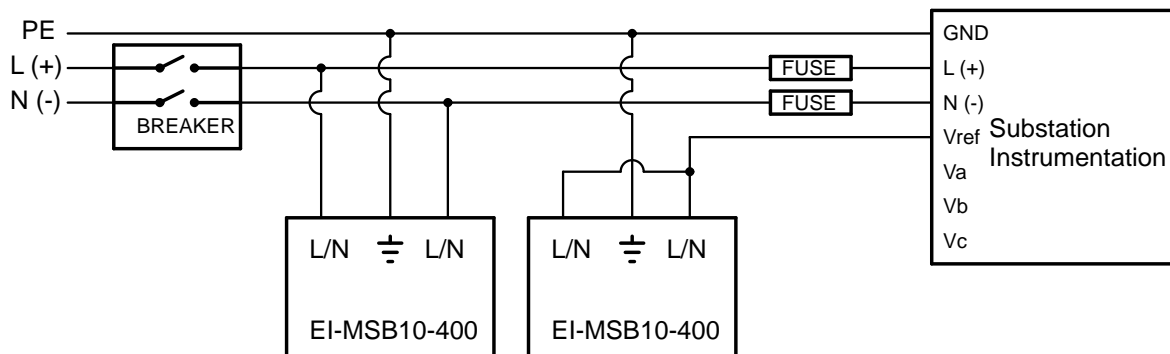 PE
L (+)
N (-)
BREAKER
FUSE
FUSE
GND
L (+)
N (-)
Vref
Va
Vb
Vc
Substation
Instrumentation
L/N L/N
EI-MSB10-400
L/N L/N
EI-MSB10-400